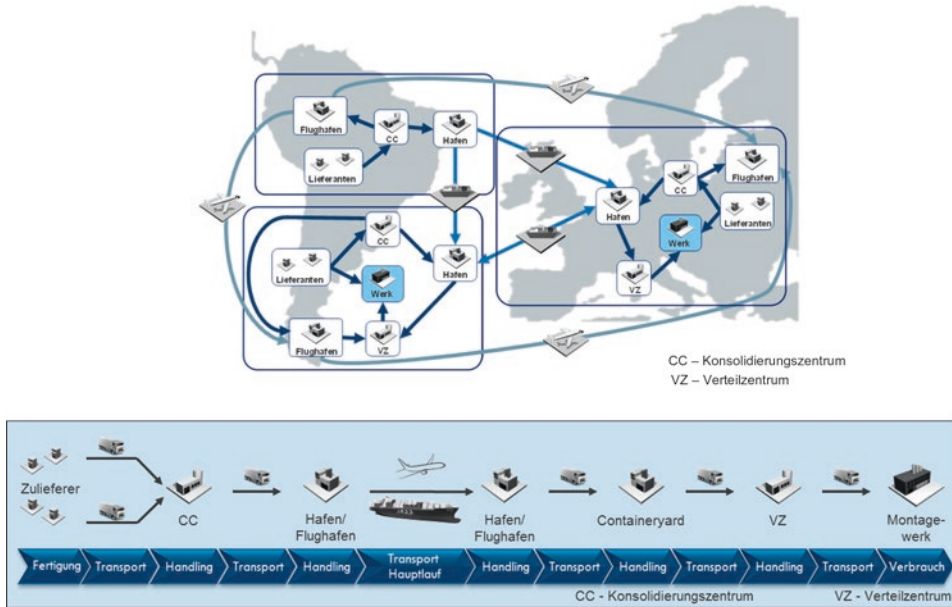 Flughafen
CC
Hafen
Lieferanten
CC
Flughafen
Hafen
Lieferanten
CC
Werk
Lieferanten
Hafen
Werk
VZ
Flughafen
VZ
CC – Konsolidierungszentrum
VZ – Verteilzentrum
Zulieferer
CC
Hafen/
Flughafen
Hafen/
Flughafen
Containeryard
VZ
Montage-
werk
Fertigung
Transport
Handling
Transport
Handling
Transport
Hauptlauf
Handling
Transport
Handling
Transport
Handling
Transport
Verbrauch
CC - Konsolidierungszentrum
VZ - Verteilzentrum